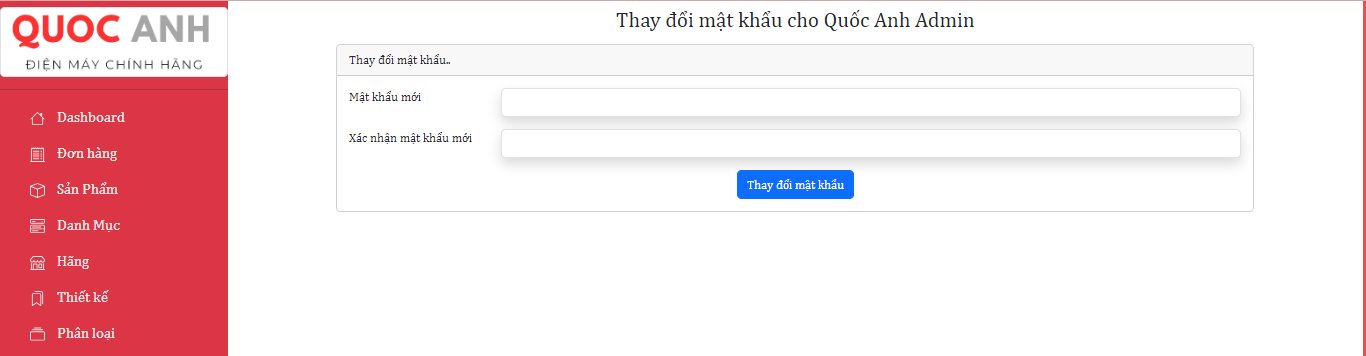 QUOC ANH
ĐIỆN MÁY CHÍNH HÃNG
Dashboard
Đơn hàng
Sản Phẩm
Danh Mục
Hãng
Thiết kế
Phân loại
Thay đổi mật khẩu cho Quốc Anh Admin
Thay đổi mật khẩu..
Mật khẩu mới
Xác nhận mật khẩu mới
Thay đổi mật khẩu